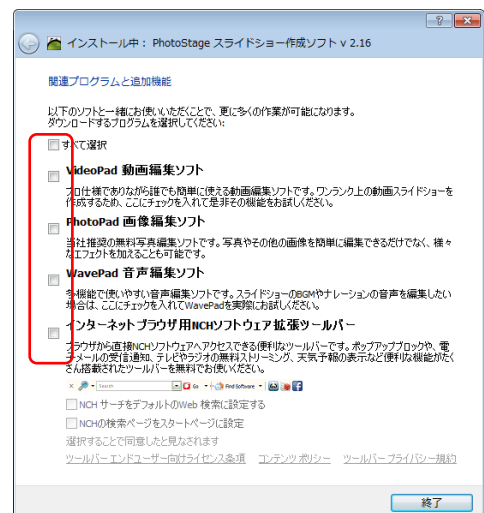 インストール中： PhotoStage スライドショー作成ソフト v 2.16
関連プログラムと追加機能
以下のソフトと一緒にお使いいただくことで、更に多くの作業が可能になります。
ダウンロードするプログラムを選択してください:
すべて選択
VideoPad 動画編集ソフト
プロ仕様でありながら誰でも簡単に使える動画編集ソフトです。ワンランク上の動画スライドショーを
作成するため、ここにチェックを入れて是非その機能をお試しください。
PhotoPad 画像編集ソフト
当社推奨の無料写真編集ソフトです。写真やその他の画像を簡単に編集できるだけでなく、様々
なエフェクトを加えることも可能です。
WavePad 音声編集ソフト
多機能で使いやすい音声編集ソフトです。スライドショーのBGMやナレーションの音声を編集したい
場合は、ここにチェックを入れてWavePadを実際にお試しください。
インターネットブラウザ用NCHソフトウェア拡張ツールバー
ブラウザから直接NCHソフトウェアへアクセスできる便利なツールバーです。ポップアップブロックや、電
子メールの受信通知、テレビやラジオの無料ストリーミング、天気予報の表示など便利な機能がたく
さん搭載されたツールバーを無料でお使いください。
Search Go Find Software
NCH サーチをデフォルトのWeb 検索に設定する
NCHの検索ページをスタートページに設定
選択することで同意したと見なされます
ツールバーエンドユーザー向けライセンス条項 コンテンツ ポリシー ツールバープライバシー規約
終了